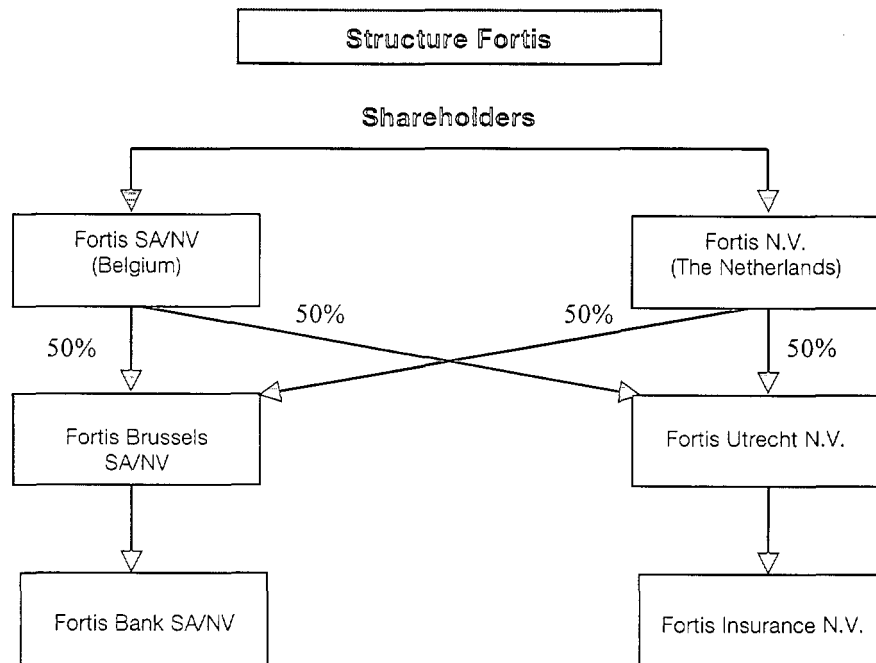 Structure Fortis
Shareholders
Fortis SA/NV
(Belgium)
Fortis N.V.
(The Netherlands)
50%
50%
50%
50%
Fortis Brussels
SA/NV
Fortis Utrecht N.V.
Fortis Bank SA/NV
Fortis Insurance N.V.